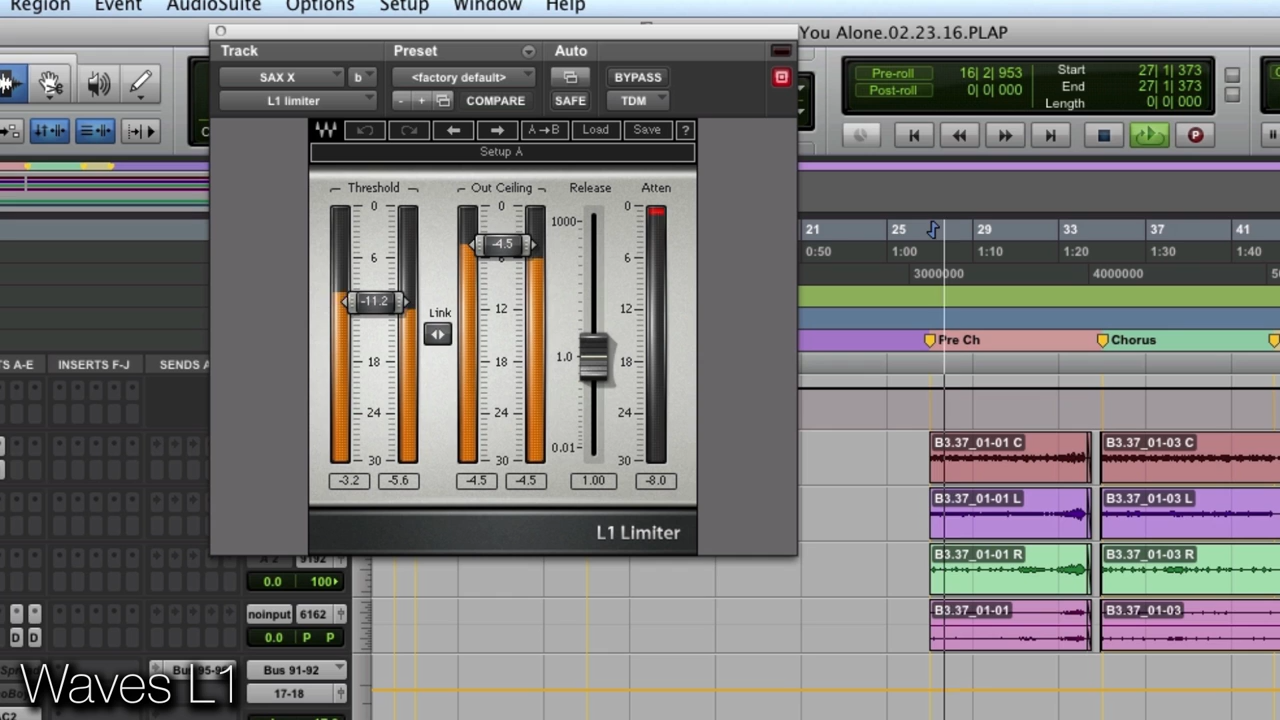 Region Event AudioSuite Options Setup Window Help
You Alone.02.23.16.PLAP
Track Preset Auto
SAX X b <factory default> BYPASS
L1 limiter - + COMPARE SAFE TDM
A→B Load Save ?
Setup A
Threshold Out Ceiling Release Atten
0 0 1000 0
6 6 6
-4.5
12 12
-11.2
Link
18 18 1.0 18
24 24 24
30 30 0.01 30
-3.2 -5.6 -4.5 -4.5 1.00 -8.0
L1 Limiter
Pre-roll 16| 2| 953 Start 27| 1| 373
Post-roll 0| 0| 000 End 27| 1| 373
Length 0| 0| 000
21 25 29 33 37 41
0:50 1:00 1:10 1:20 1:30 1:40
3000000 4000000
Pre Ch Chorus
INSERTS F-J
B3.37_01-01 C B3.37_01-03 C
B3.37_01-01 L B3.37_01-03 L
B3.37_01-01 R B3.37_01-03 R
B3.37_01-01 B3.37_01-03
0.0 100
noinput 6162
D D 0.0 P P
Bus 91-92
17-18
Waves L1